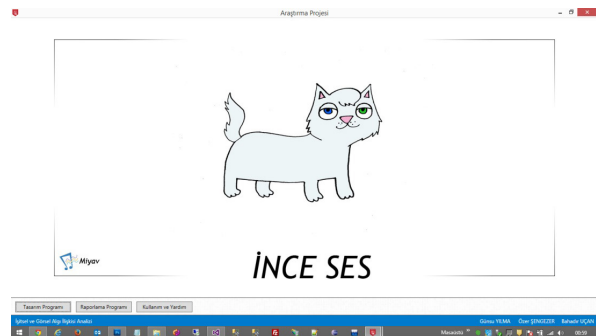 Araştırma Projesi
Miyav
İNCE SES
Tasarım Programı Raporlama Programı Kullanım ve Yardım
İşitsel ve Görsel Algı İlişkisi Analizi Günsu YILMA Özer ŞENGEZER Bahadır UÇAN
Masaüstü 00:59